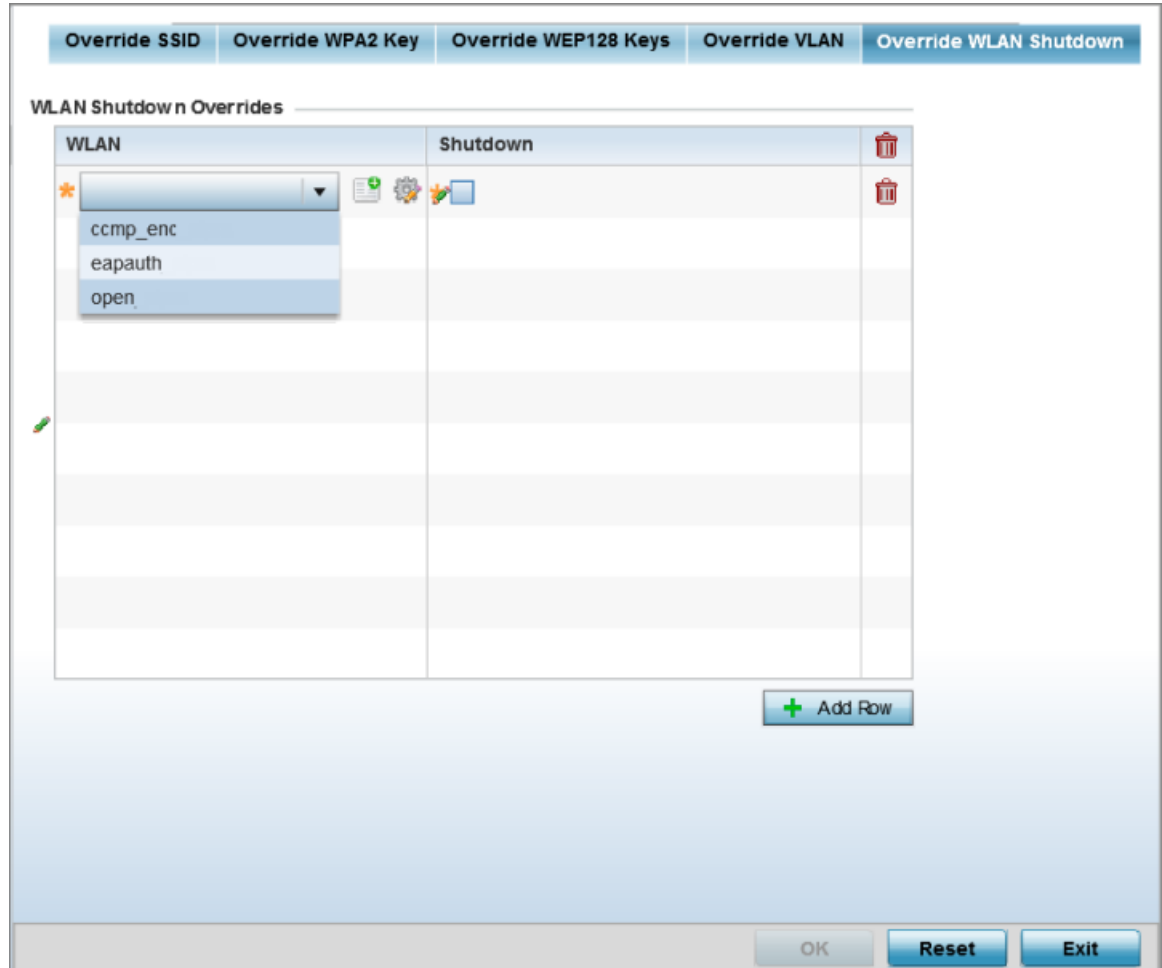 Override SSID Override WPA2 Key Override WEP128 Keys Override VLAN Override WLAN Shutdown
WLAN Shutdown Overrides
WLAN Shutdown
ccmp_enc
eapauth
open
Add Row
OK Reset Exit